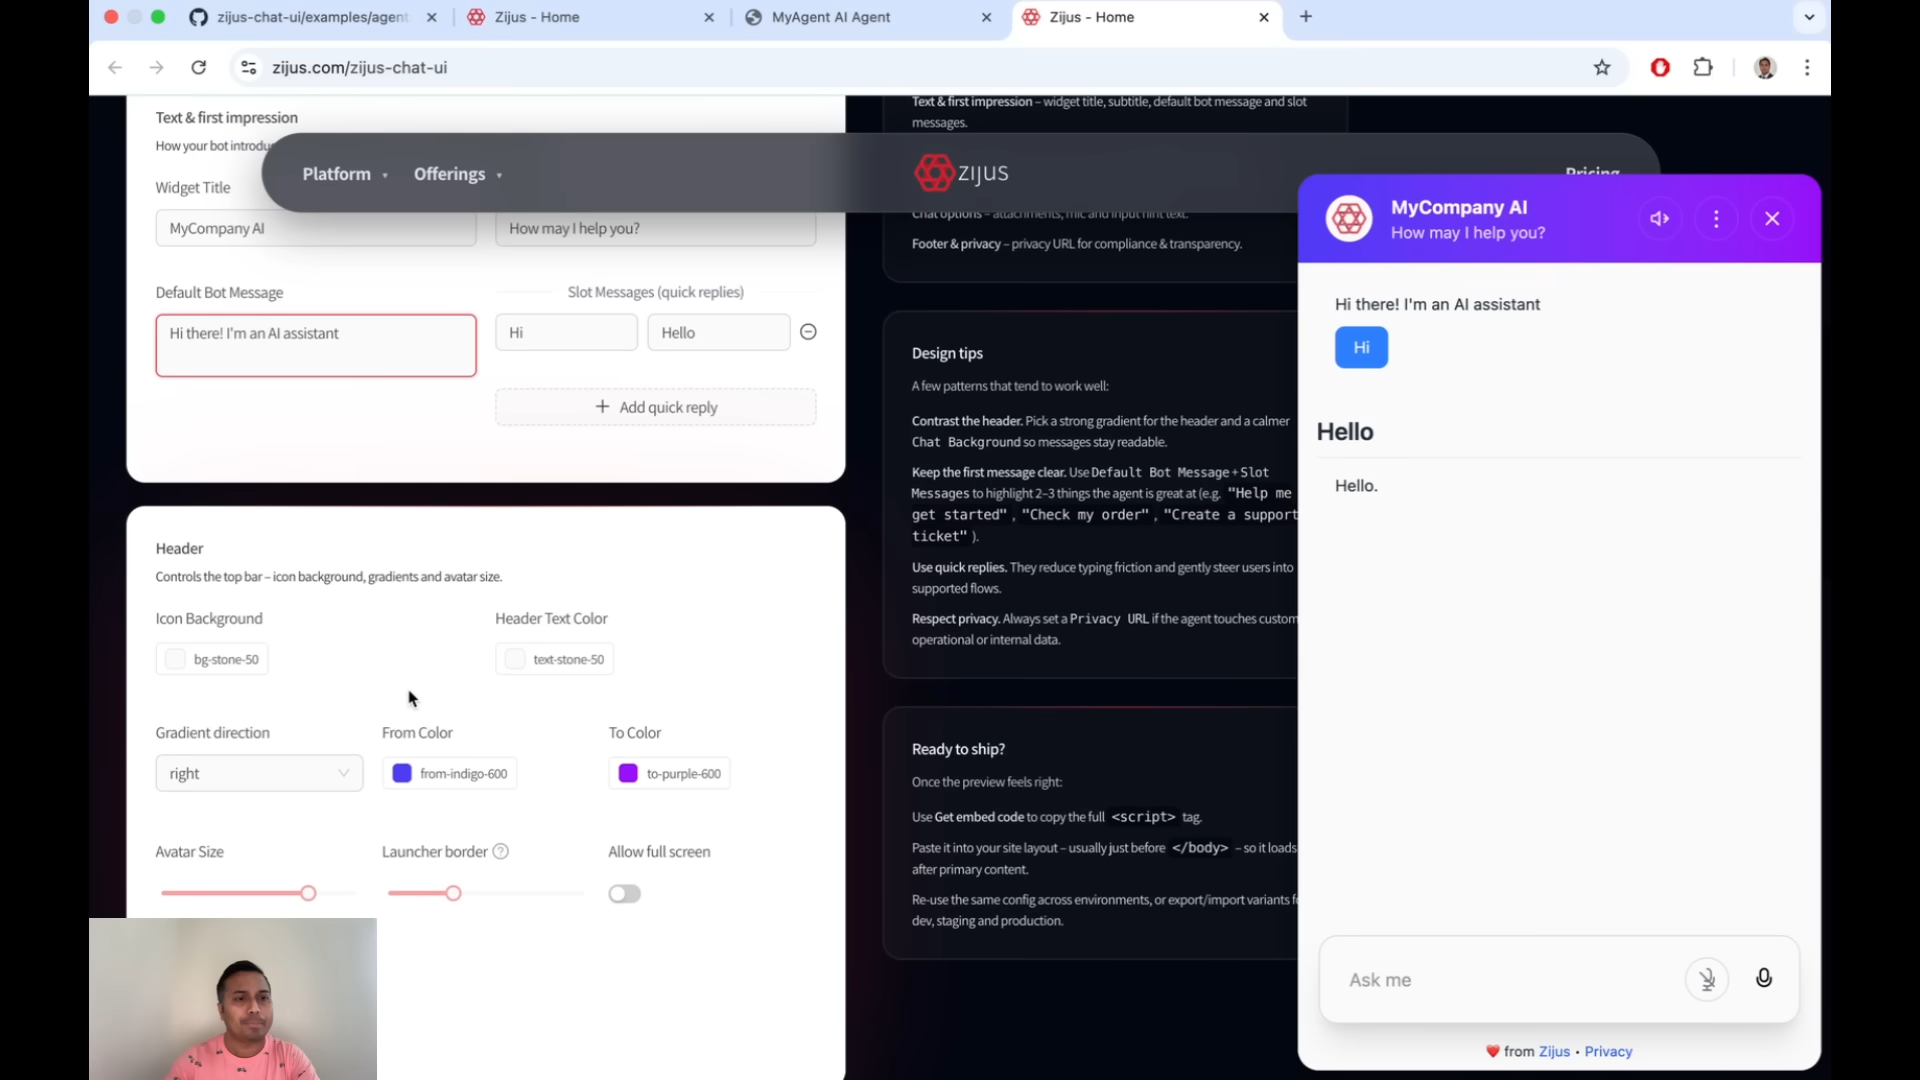 zijus-chat-ui/examples/agent
Zijus - Home
MyAgent AI Agent
Zijus - Home
zijus.com/zijus-chat-ui
Text & first impression
How your bot introdu
Platform
Offerings
zijus
Pricing
Widget Title
MyCompany AI
How may I help you?
Default Bot Message
Hi there! I'm an AI assistant
Slot Messages (quick replies)
Hi
Hello
Add quick reply
Header
Controls the top bar – icon background, gradients and avatar size.
Icon Background
Header Text Color
bg-stone-50
text-stone-50
Gradient direction
From Color
To Color
right
from-indigo-600
to-purple-600
Avatar Size
Launcher border
Allow full screen
Text & first impression – widget title, subtitle, default bot message and slot
messages.
Chat options – attachments, mic and input hint text.
Footer & privacy – privacy URL for compliance & transparency.
Design tips
A few patterns that tend to work well:
Contrast the header. Pick a strong gradient for the header and a calmer
Chat Background so messages stay readable.
Keep the first message clear. Use Default Bot Message + Slot
Messages to highlight 2–3 things the agent is great at (e.g. "Help me
get started", "Check my order", "Create a support
ticket").
Use quick replies. They reduce typing friction and gently steer users into
supported flows.
Respect privacy. Always set a Privacy URL if the agent touches custom
operational or internal data.
Ready to ship?
Once the preview feels right:
Use Get embed code to copy the full <script> tag.
Paste it into your site layout – usually just before </body> – so it loads
after primary content.
Re-use the same config across environments, or export/import variants f
dev, staging and production.
MyCompany AI
How may I help you?
Hi there! I'm an AI assistant
Hi
Hello
Hello.
Ask me
❤️ from Zijus • Privacy